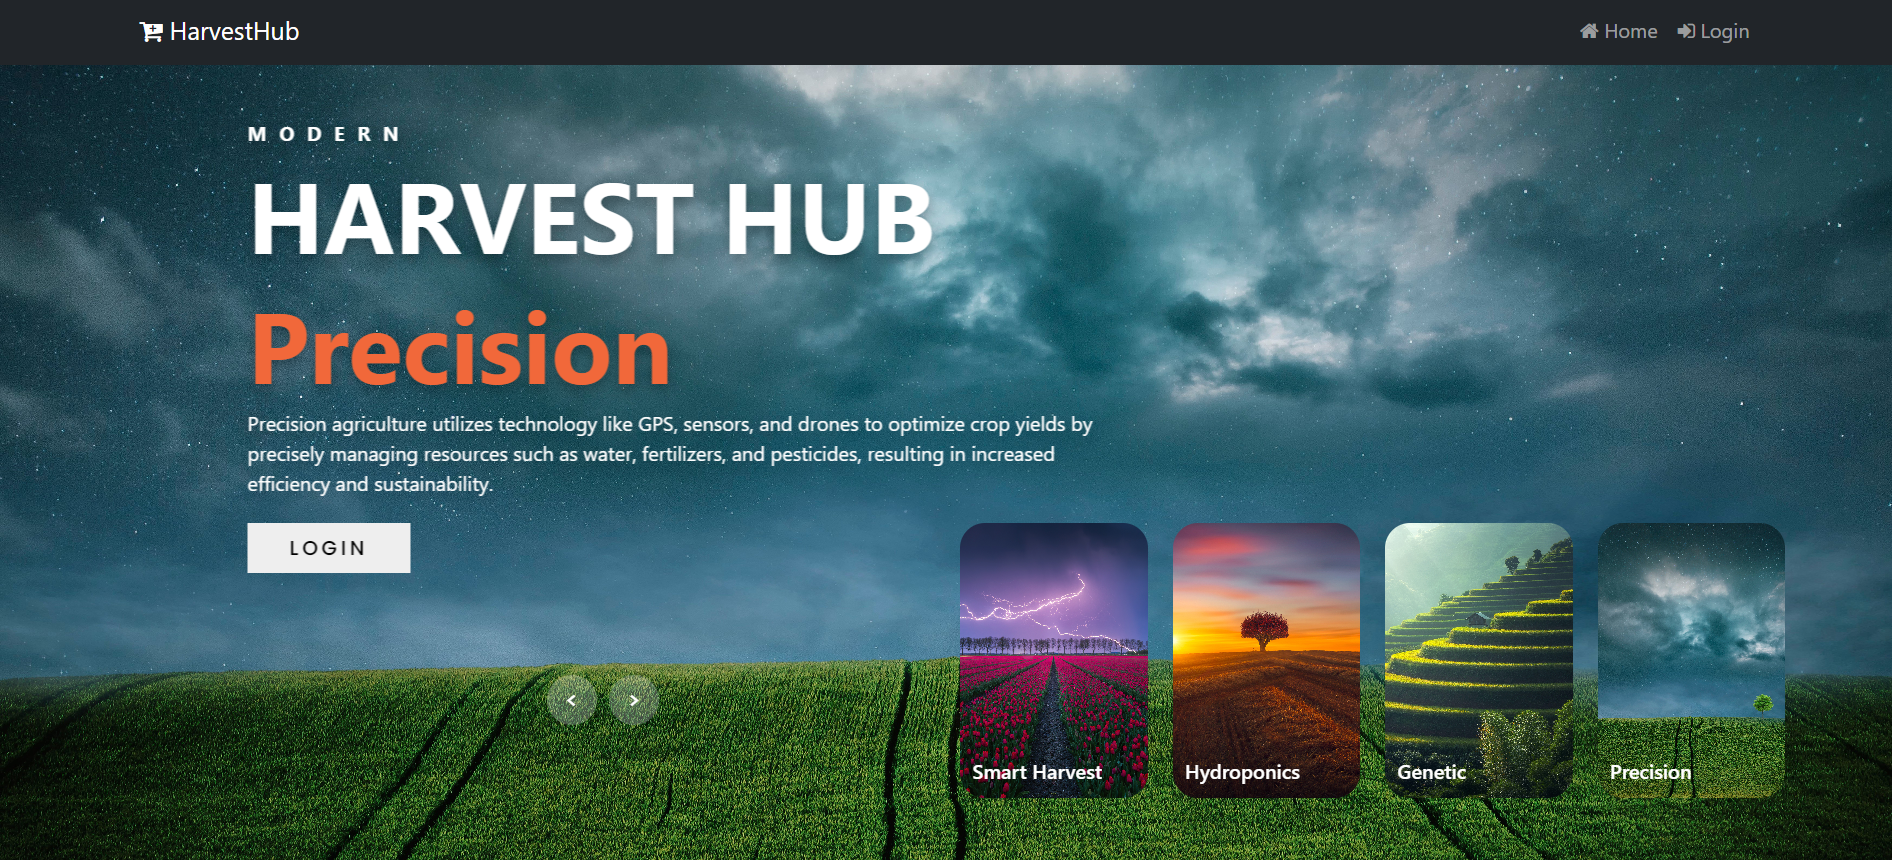 HarvestHub
Home Login
MODERN
HARVEST HUB
Precision
Precision agriculture utilizes technology like GPS, sensors, and drones to optimize crop yields by
precisely managing resources such as water, fertilizers, and pesticides, resulting in increased
efficiency and sustainability.
LOGIN
< >
Smart Harvest
Hydroponics
Genetic
Precision